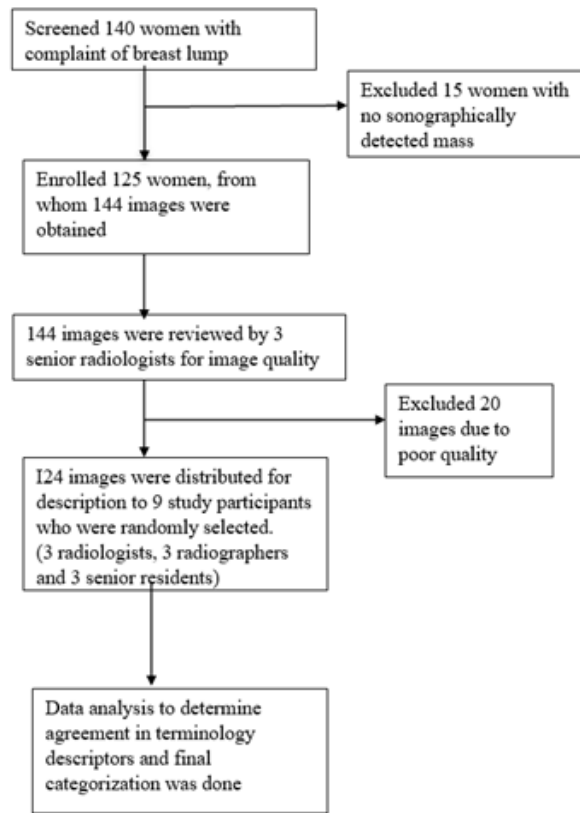 Screened 140 women with
complaint of breast lump
Excluded 15 women with
no sonographically
detected mass
Enrolled 125 women, from
whom 144 images were
obtained
144 images were reviewed by 3
senior radiologists for image quality
Excluded 20
images due to
poor quality
I24 images were distributed for
description to 9 study participants
who were randomly selected.
(3 radiologists, 3 radiographers
and 3 senior residents)
Data analysis to determine
agreement in terminology
descriptors and final
categorization was done